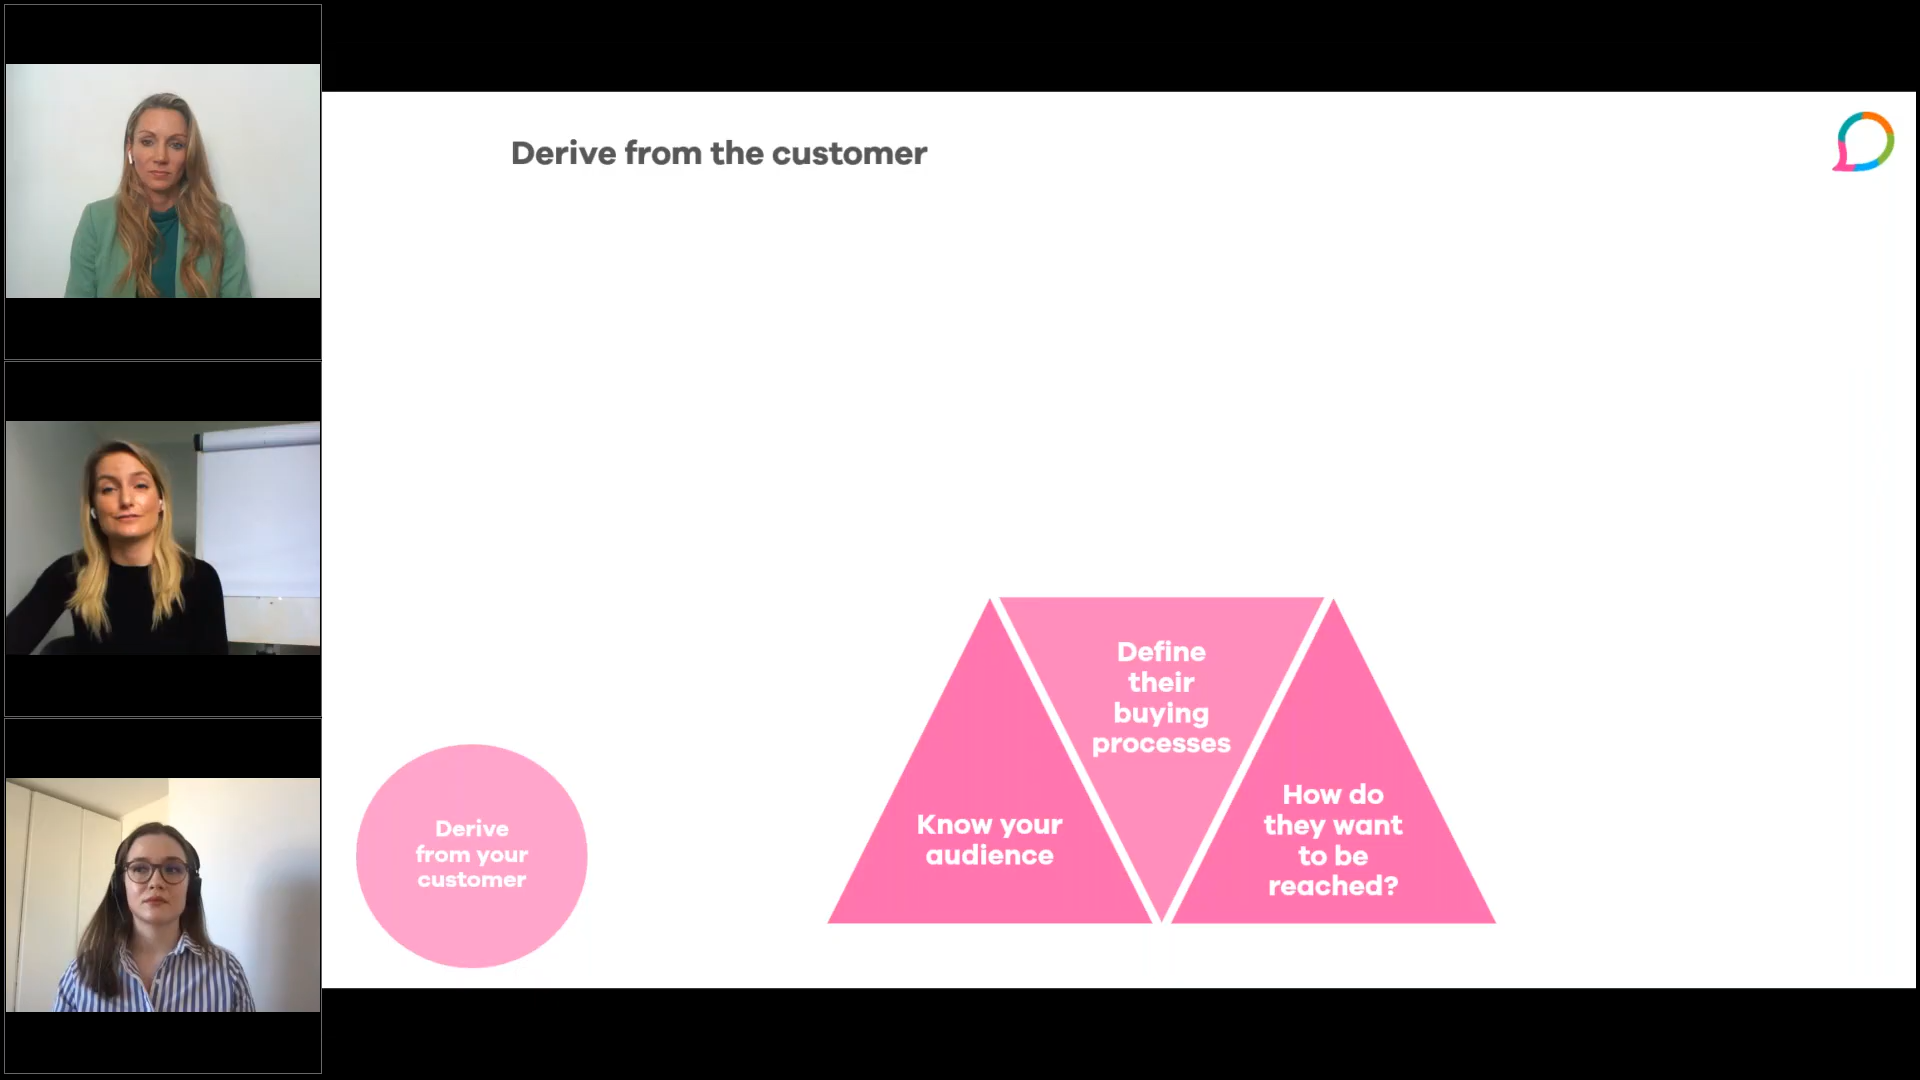 Derive from the customer
Define
their
buying
processes
Know your
audience
How do
they want
to be
reached?
Derive
from your
customer